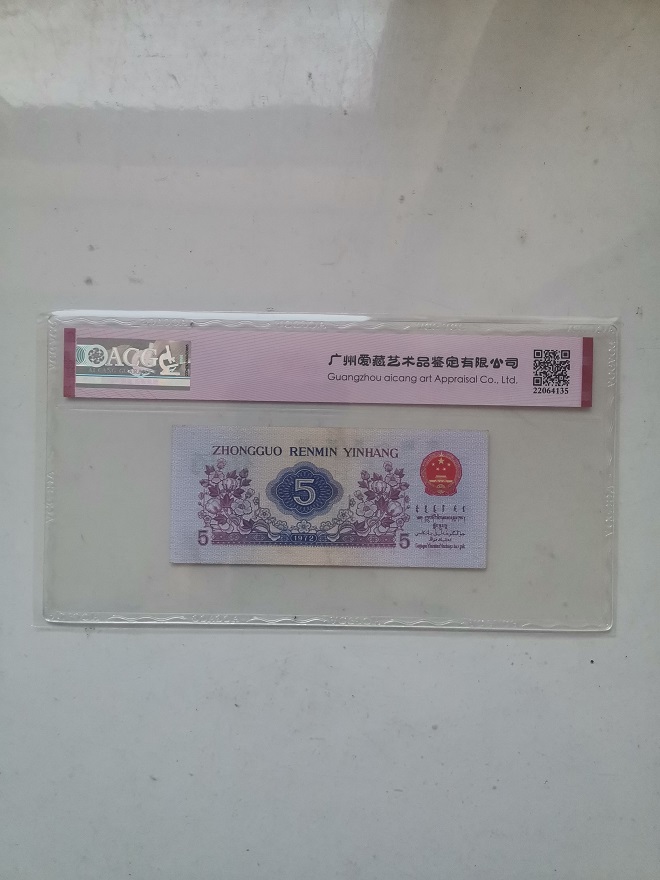 ACG
广州爱藏艺术品鉴定有限公司
Guangzhou aicang art Appraisal Co., Ltd.
22064135
ZHONGGUO RENMIN YINHANG
5
5
1972
5